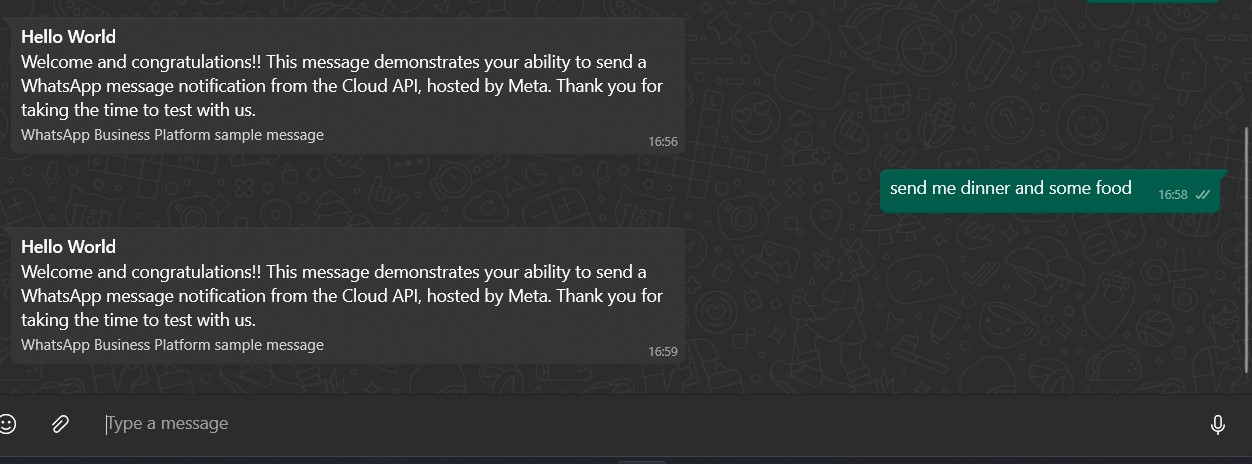 Hello World
Welcome and congratulations!! This message demonstrates your ability to send a
WhatsApp message notification from the Cloud API, hosted by Meta. Thank you for
taking the time to test with us.
WhatsApp Business Platform sample message
16:56
send me dinner and some food
16:58
Hello World
Welcome and congratulations!! This message demonstrates your ability to send a
WhatsApp message notification from the Cloud API, hosted by Meta. Thank you for
taking the time to test with us.
WhatsApp Business Platform sample message
16:59
Type a message